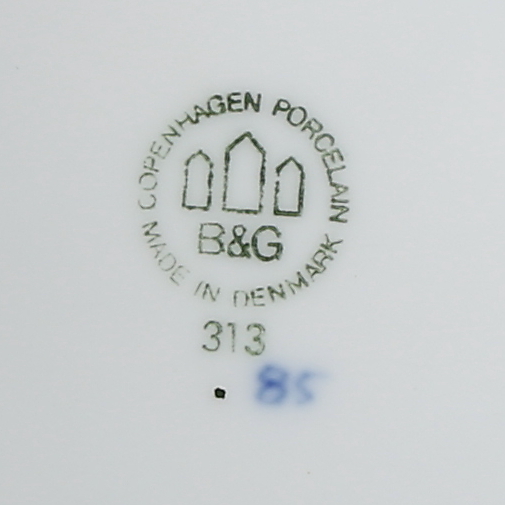 COPENHAGEN PORCELAIN
B&G
MADE IN DENMARK
313
85